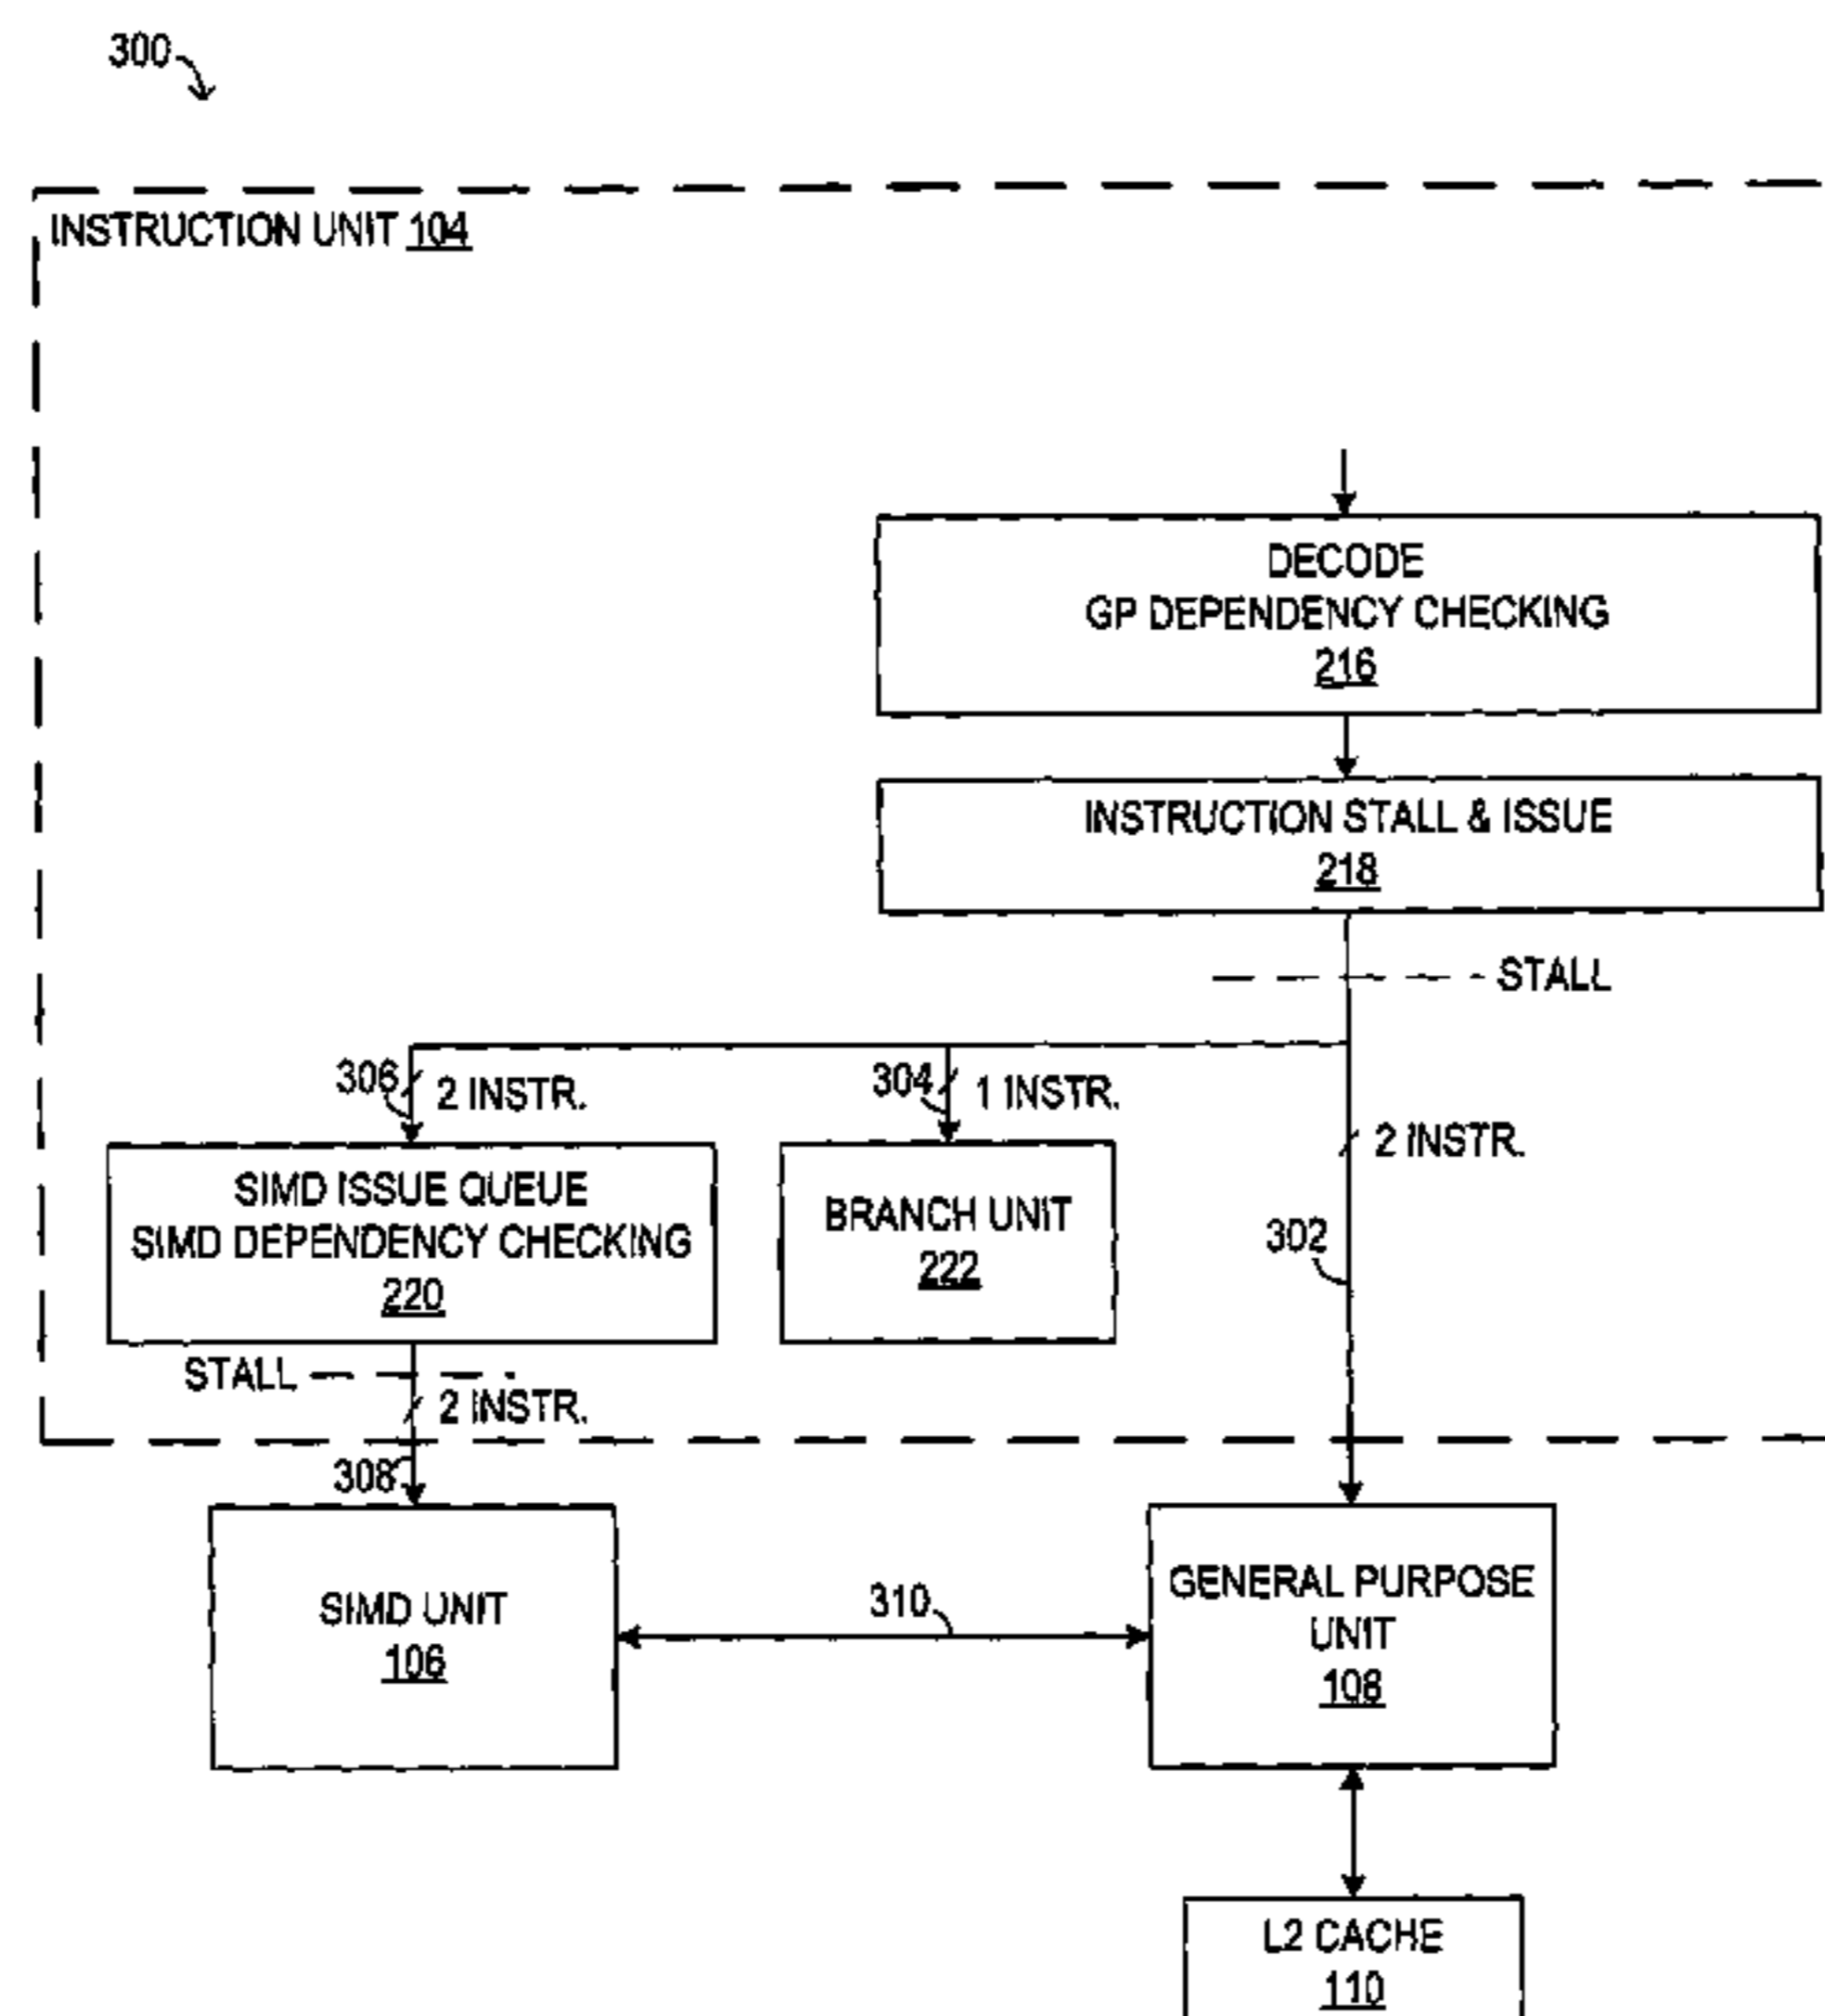 300
INSTRUCTION UNIT 104
DECODE
GP DEPENDENCY CHECKING
216
INSTRUCTION STALL & ISSUE
218
STALL
306
2 INSTR.
304
1 INSTR.
2 INSTR.
SIMD ISSUE QUEUE
SIMD DEPENDENCY CHECKING
220
BRANCH UNIT
222
302
STALL
2 INSTR.
308
SIMD UNIT
106
310
GENERAL PURPOSE
UNIT
108
L2 CACHE
110